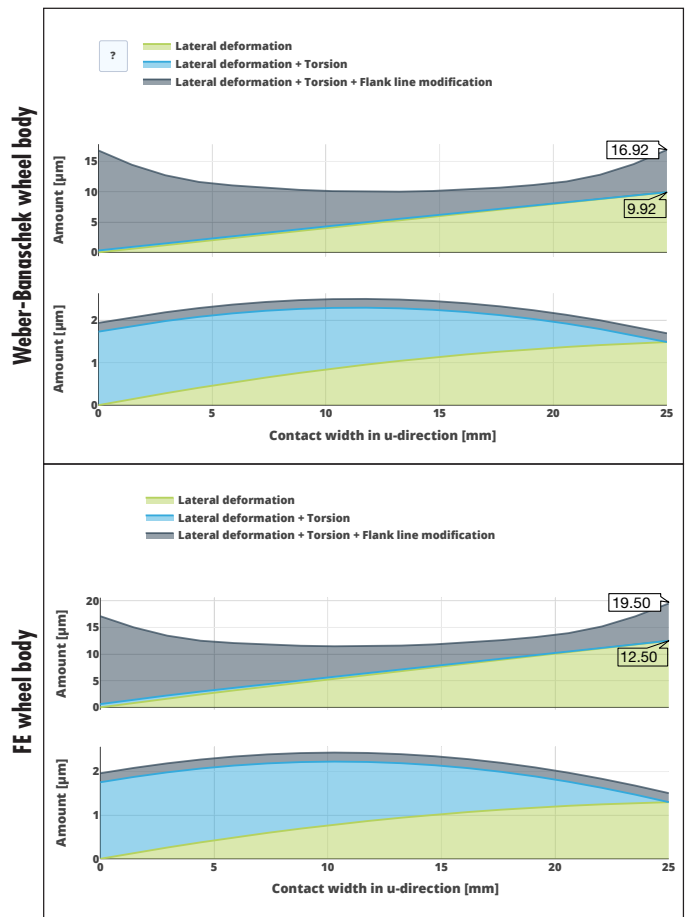 Weber-Banaschek wheel body
?
Lateral deformation
Lateral deformation + Torsion
Lateral deformation + Torsion + Flank line modification
Amount [µm]
15
10
5
0
16.92
9.92
Amount [µm]
2
1
0
0 5 10 15 20 25
Contact width in u-direction [mm]
FE wheel body
Lateral deformation
Lateral deformation + Torsion
Lateral deformation + Torsion + Flank line modification
Amount [µm]
20
15
10
5
0
19.50
12.50
Amount [µm]
2
1
0
0 5 10 15 20 25
Contact width in u-direction [mm]